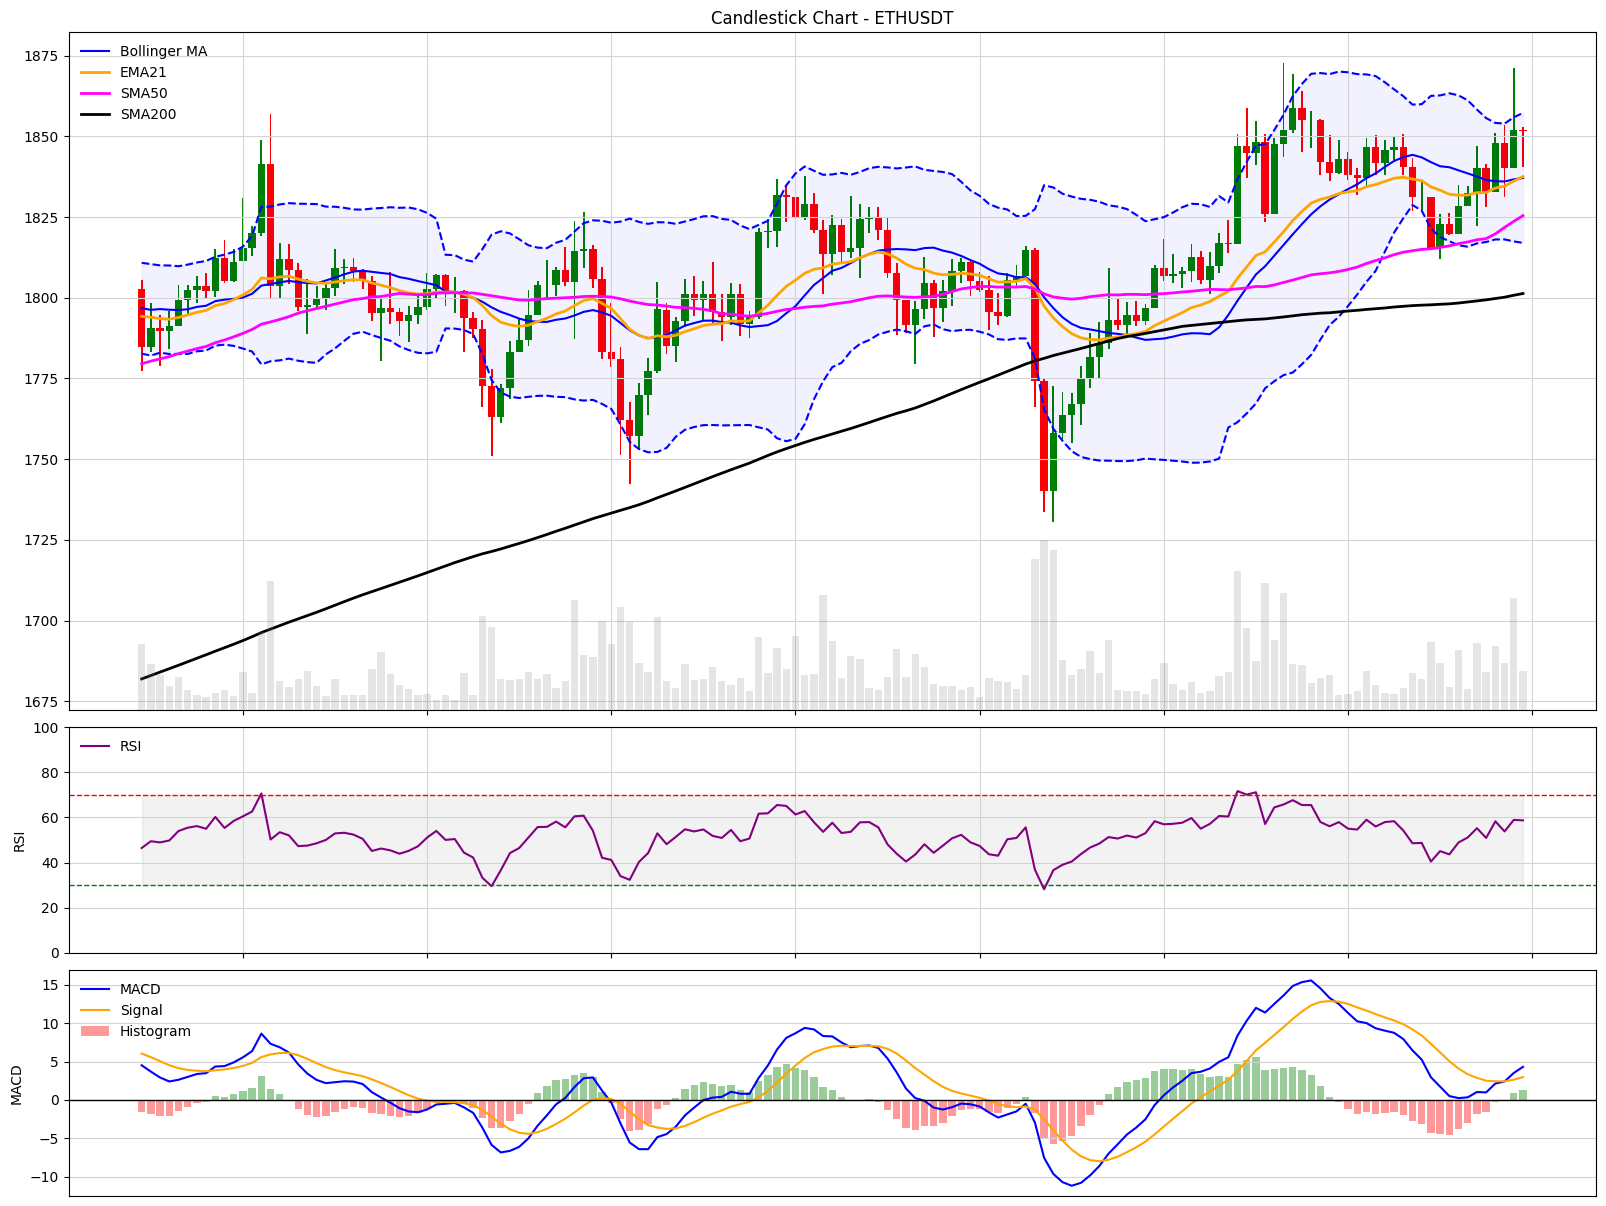 Candlestick Chart - ETHUSDT
Bollinger MA
EMA21
SMA50
SMA200
1875
1850
1825
1800
1775
1750
1725
1700
1675
RSI
RSI
100
80
60
40
20
0
MACD
Signal
Histogram
MACD
15
10
5
0
−5
−10